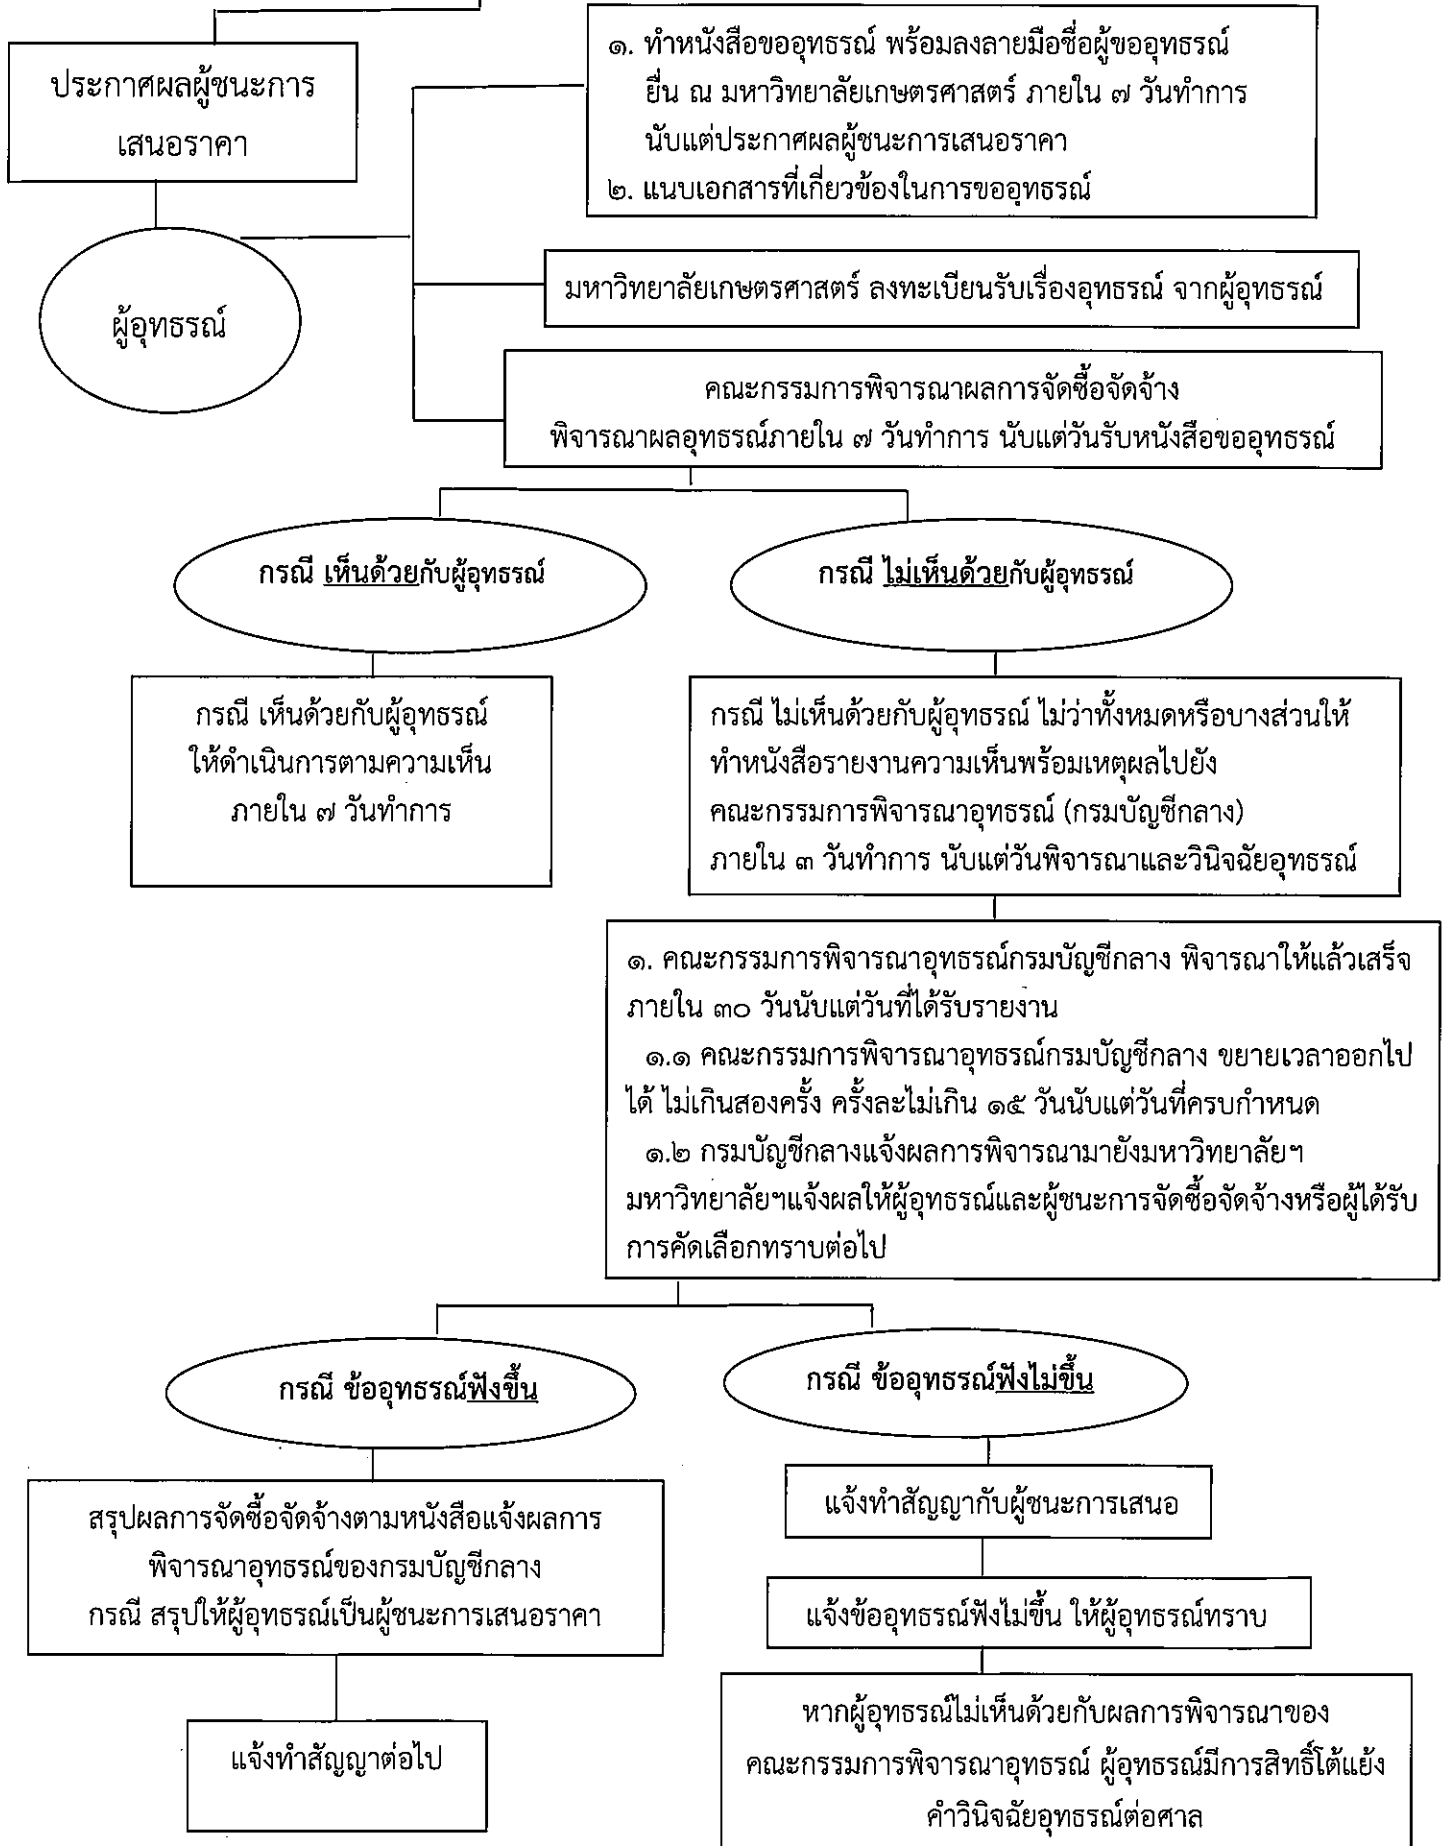 ประกาศผลผู้ชนะการ
เสนอราคา
๑. ทำหนังสือขออุทธรณ์ พร้อมลงลายมือชื่อผู้ขออุทธรณ์
ยื่น ณ มหาวิทยาลัยเกษตรศาสตร์ ภายใน ๗ วันทำการ
นับแต่ประกาศผลผู้ชนะการเสนอราคา
๒. แนบเอกสารที่เกี่ยวข้องในการขออุทธรณ์
ผู้อุทธรณ์
มหาวิทยาลัยเกษตรศาสตร์ ลงทะเบียนรับเรื่องอุทธรณ์ จากผู้อุทธรณ์
คณะกรรมการพิจารณาผลการจัดซื้อจัดจ้าง
พิจารณาผลอุทธรณ์ภายใน ๗ วันทำการ นับแต่วันรับหนังสือขออุทธรณ์
กรณี เห็นด้วยกับผู้อุทธรณ์
กรณี ไม่เห็นด้วยกับผู้อุทธรณ์
กรณี เห็นด้วยกับผู้อุทธรณ์
ให้ดำเนินการตามความเห็น
ภายใน ๗ วันทำการ
กรณี ไม่เห็นด้วยกับผู้อุทธรณ์ ไม่ว่าทั้งหมดหรือบางส่วนให้
ทำหนังสือรายงานความเห็นพร้อมเหตุผลไปยัง
คณะกรรมการพิจารณาอุทธรณ์ (กรมบัญชีกลาง)
ภายใน ๓ วันทำการ นับแต่วันพิจารณาและวินิจฉัยอุทธรณ์
๑. คณะกรรมการพิจารณาอุทธรณ์กรมบัญชีกลาง พิจารณาให้แล้วเสร็จ
ภายใน ๓๐ วันนับแต่วันที่ได้รับรายงาน
๑.๑ คณะกรรมการพิจารณาอุทธรณ์กรมบัญชีกลาง ขยายเวลาออกไป
ได้ ไม่เกินสองครั้ง ครั้งละไม่เกิน ๑๕ วันนับแต่วันที่ครบกำหนด
๑.๒ กรมบัญชีกลางแจ้งผลการพิจารณามายังมหาวิทยาลัยฯ
มหาวิทยาลัยฯแจ้งผลให้ผู้อุทธรณ์และผู้ชนะการจัดซื้อจัดจ้างหรือผู้ได้รับ
การคัดเลือกทราบต่อไป
กรณี ข้ออุทธรณ์ฟังขึ้น
กรณี ข้ออุทธรณ์ฟังไม่ขึ้น
สรุปผลการจัดซื้อจัดจ้างตามหนังสือแจ้งผลการ
พิจารณาอุทธรณ์ของกรมบัญชีกลาง
กรณี สรุปให้ผู้อุทธรณ์เป็นผู้ชนะการเสนอราคา
แจ้งทำสัญญาต่อไป
แจ้งทำสัญญากับผู้ชนะการเสนอ
แจ้งข้ออุทธรณ์ฟังไม่ขึ้น ให้ผู้อุทธรณ์ทราบ
หากผู้อุทธรณ์ไม่เห็นด้วยกับผลการพิจารณาของ
คณะกรรมการพิจารณาอุทธรณ์ ผู้อุทธรณ์มีการสิทธิ์โต้แย้ง
คำวินิจฉัยอุทธรณ์ต่อศาล